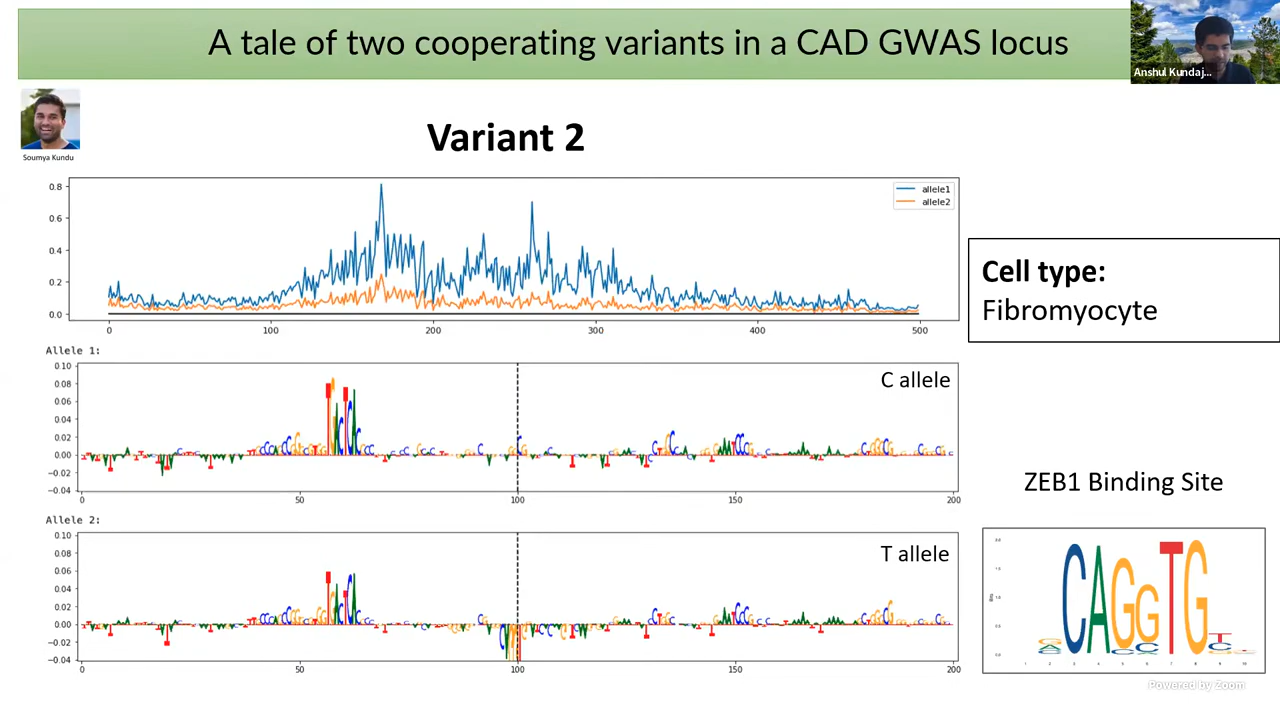 A tale of two cooperating variants in a CAD GWAS locus
Anshul Kundaj...
Soumya Kundu
Variant 2
allele1
allele2
0.8
0.6
0.4
0.2
0.0
0 100 200 300 400 500
Cell type:
Fibromyocyte
Allele 1:
C allele
0.10
0.08
0.06
0.04
0.02
0.00
−0.02
−0.04
0 50 100 150 200
Allele 2:
T allele
0.10
0.08
0.06
0.04
0.02
0.00
−0.02
−0.04
0 50 100 150 200
ZEB1 Binding Site
CAGGTG
Powered by Zoom